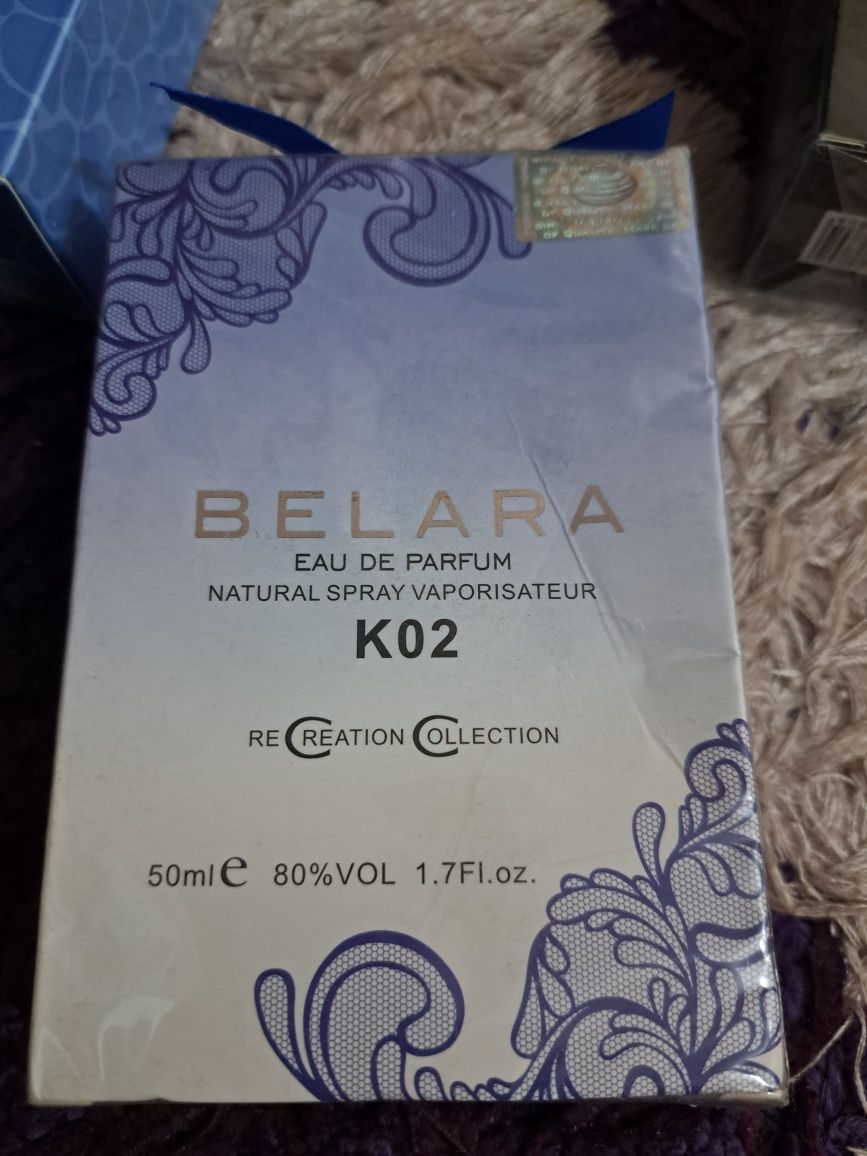 BELARA
EAU DE PARFUM
NATURAL SPRAY VAPORISATEUR
K02
RECREATION COLLECTION
50ml e 80%VOL 1.7Fl.oz.